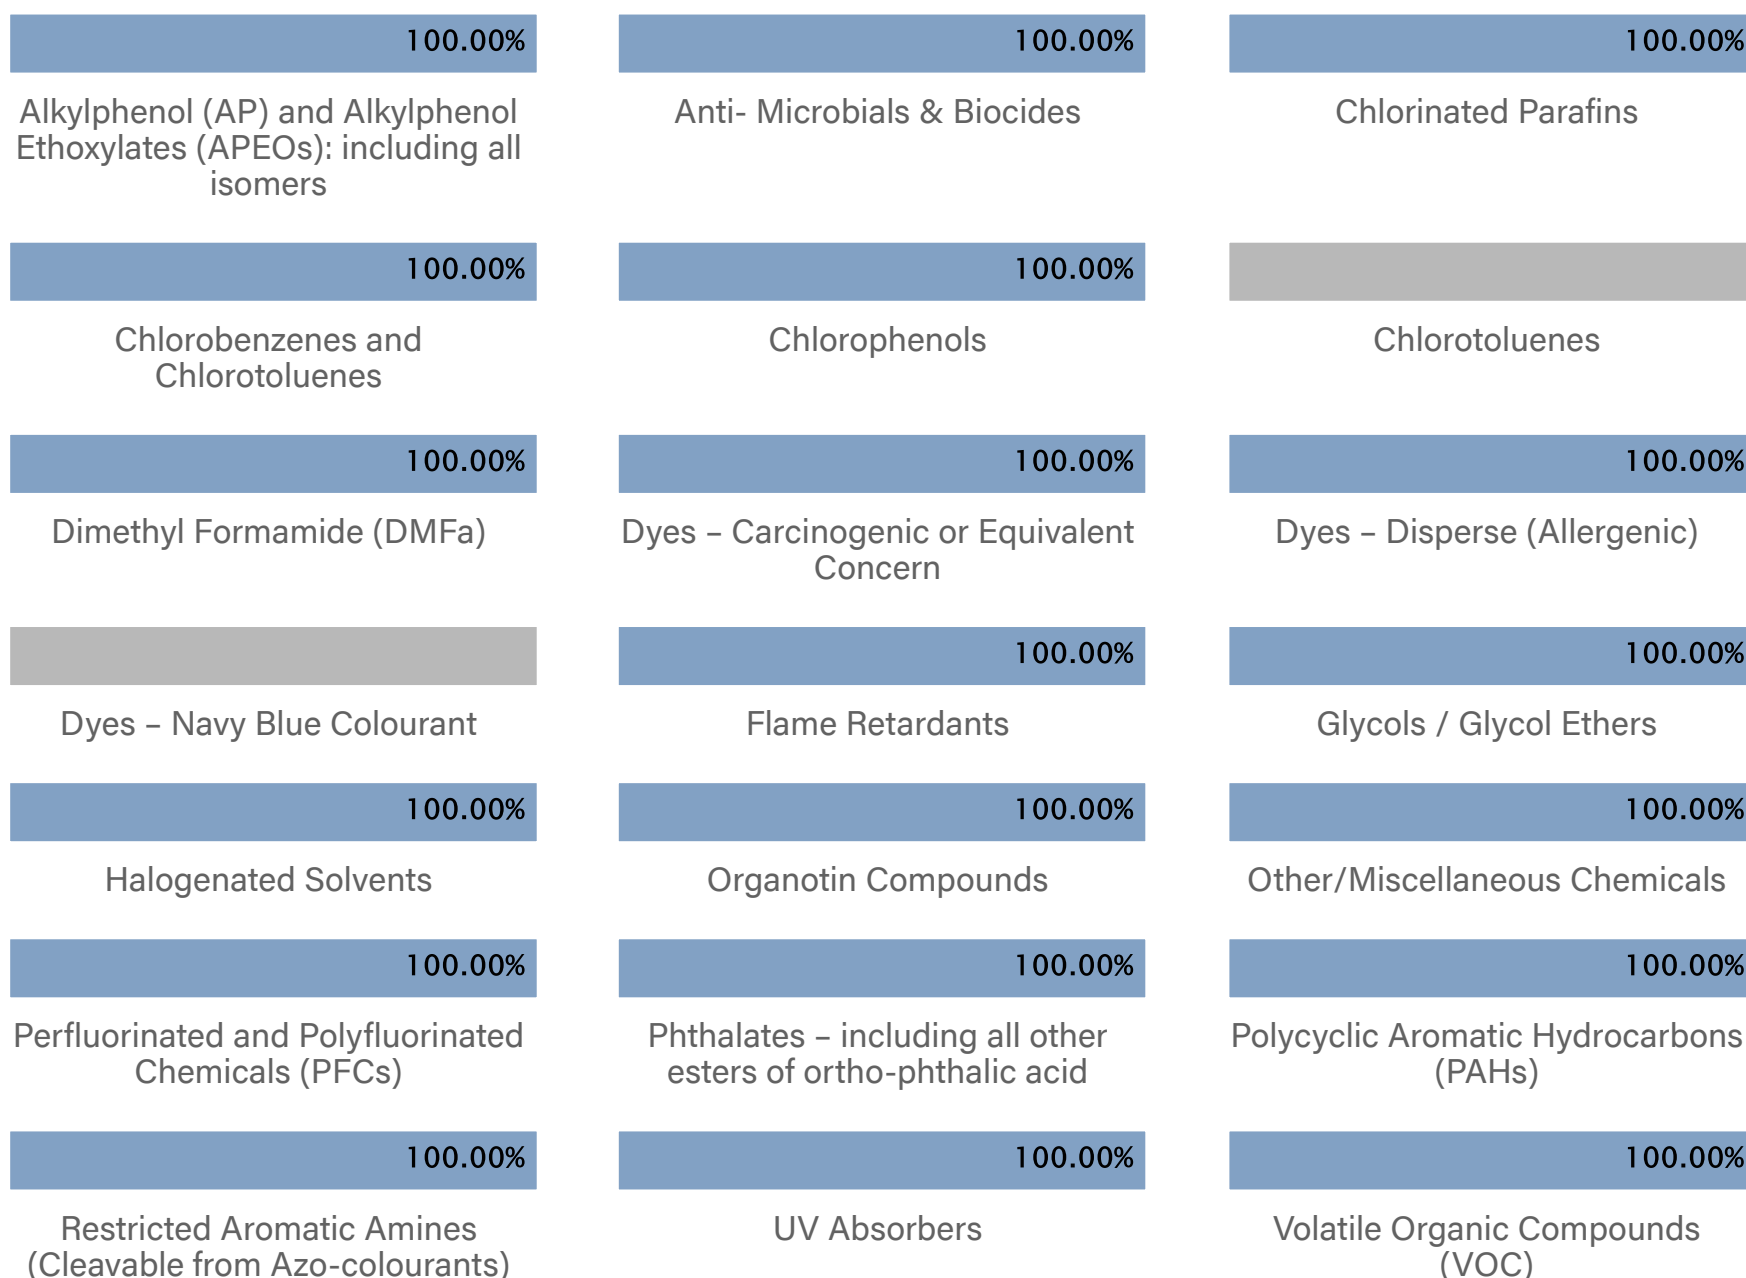 100.00%
100.00%
100.00%
Alkylphenol (AP) and Alkylphenol
Ethoxylates (APEOs): including all
isomers
Anti- Microbials & Biocides
Chlorinated Parafins
100.00%
100.00%
Chlorobenzenes and
Chlorotoluenes
Chlorophenols
Chlorotoluenes
100.00%
100.00%
100.00%
Dimethyl Formamide (DMFa)
Dyes – Carcinogenic or Equivalent
Concern
Dyes – Disperse (Allergenic)
100.00%
100.00%
Dyes – Navy Blue Colourant
Flame Retardants
Glycols / Glycol Ethers
100.00%
100.00%
100.00%
Halogenated Solvents
Organotin Compounds
Other/Miscellaneous Chemicals
100.00%
100.00%
100.00%
Perfluorinated and Polyfluorinated
Chemicals (PFCs)
Phthalates – including all other
esters of ortho-phthalic acid
Polycyclic Aromatic Hydrocarbons
(PAHs)
100.00%
100.00%
100.00%
Restricted Aromatic Amines
(Cleavable from Azo-colourants)
UV Absorbers
Volatile Organic Compounds
(VOC)